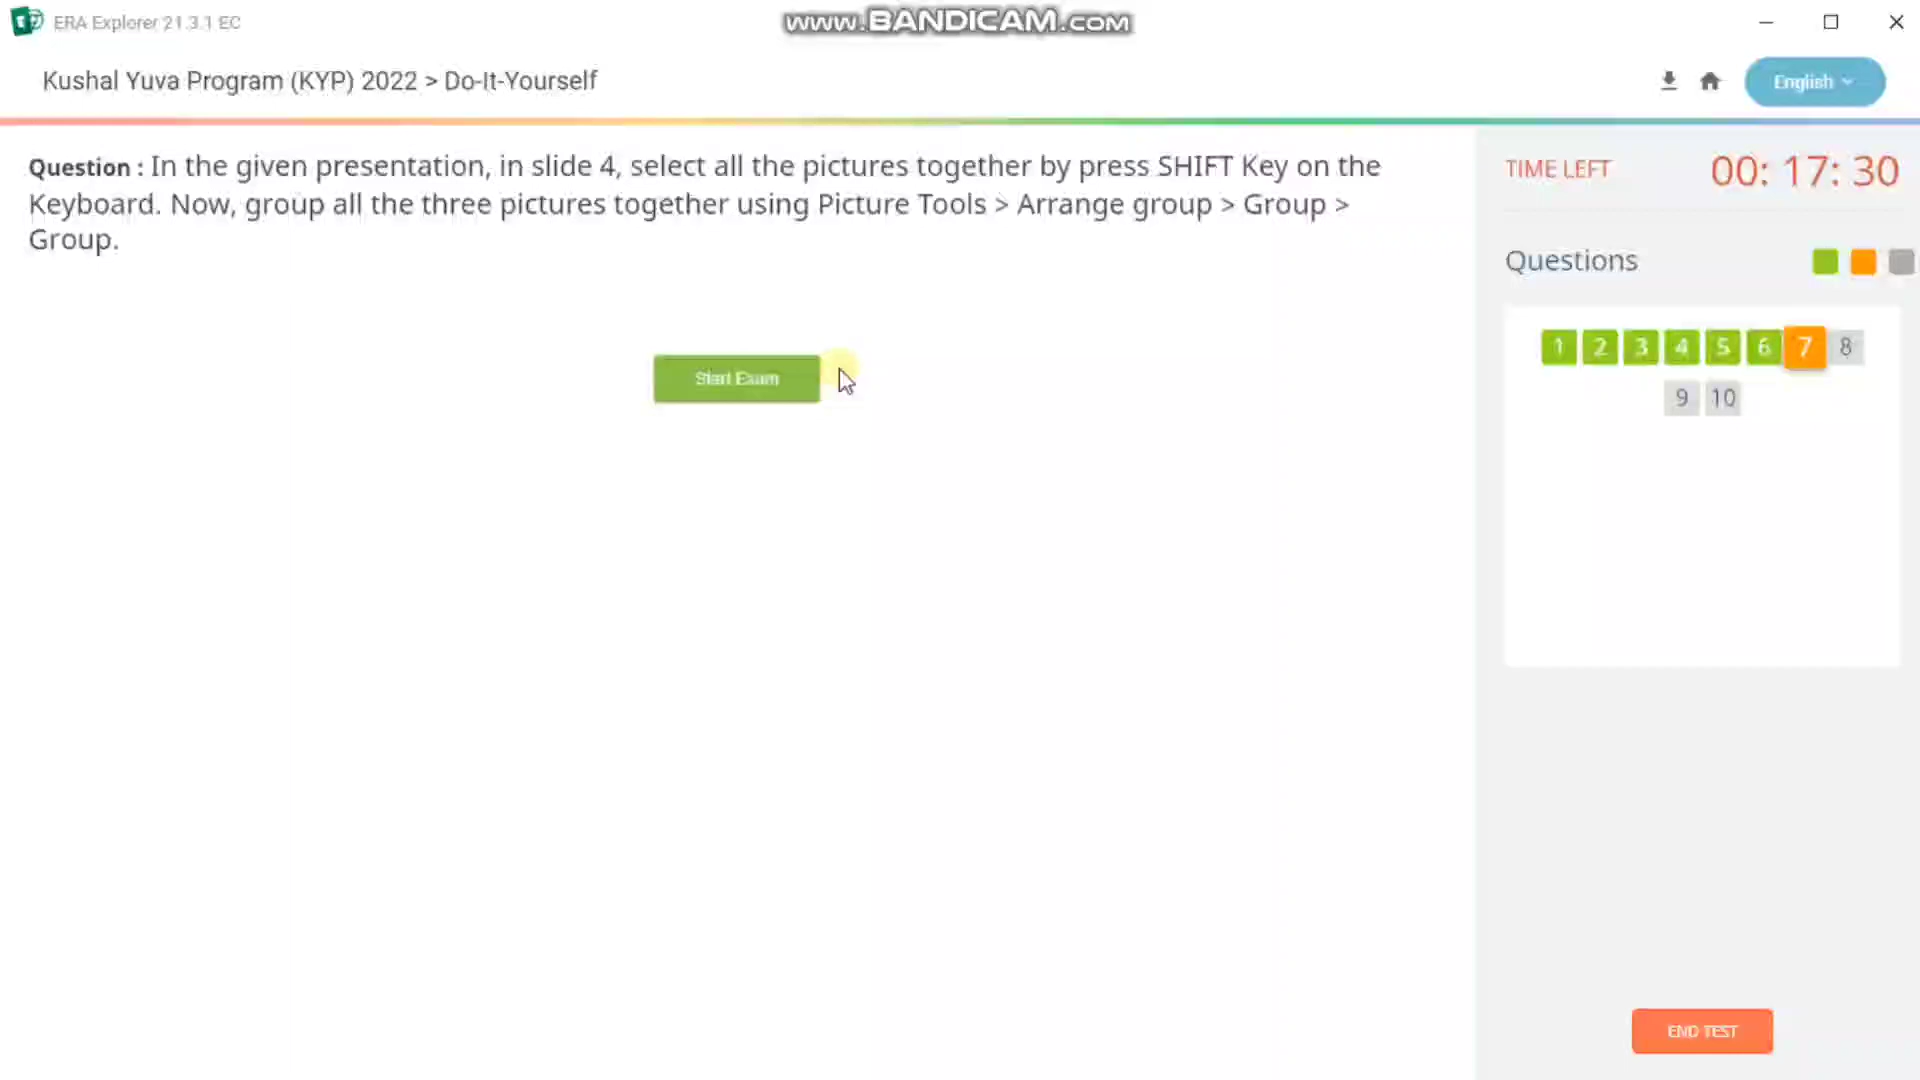 ERA Explorer 21.3.1 EC
www.BANDICAM.com
Kushal Yuva Program (KYP) 2022 > Do-It-Yourself
English
Question : In the given presentation, in slide 4, select all the pictures together by press SHIFT Key on the
Keyboard. Now, group all the three pictures together using Picture Tools > Arrange group > Group >
Group.
Start Exam
TIME LEFT
00: 17: 30
Questions
1 2 3 4 5 6 7 8
9 10
END TEST